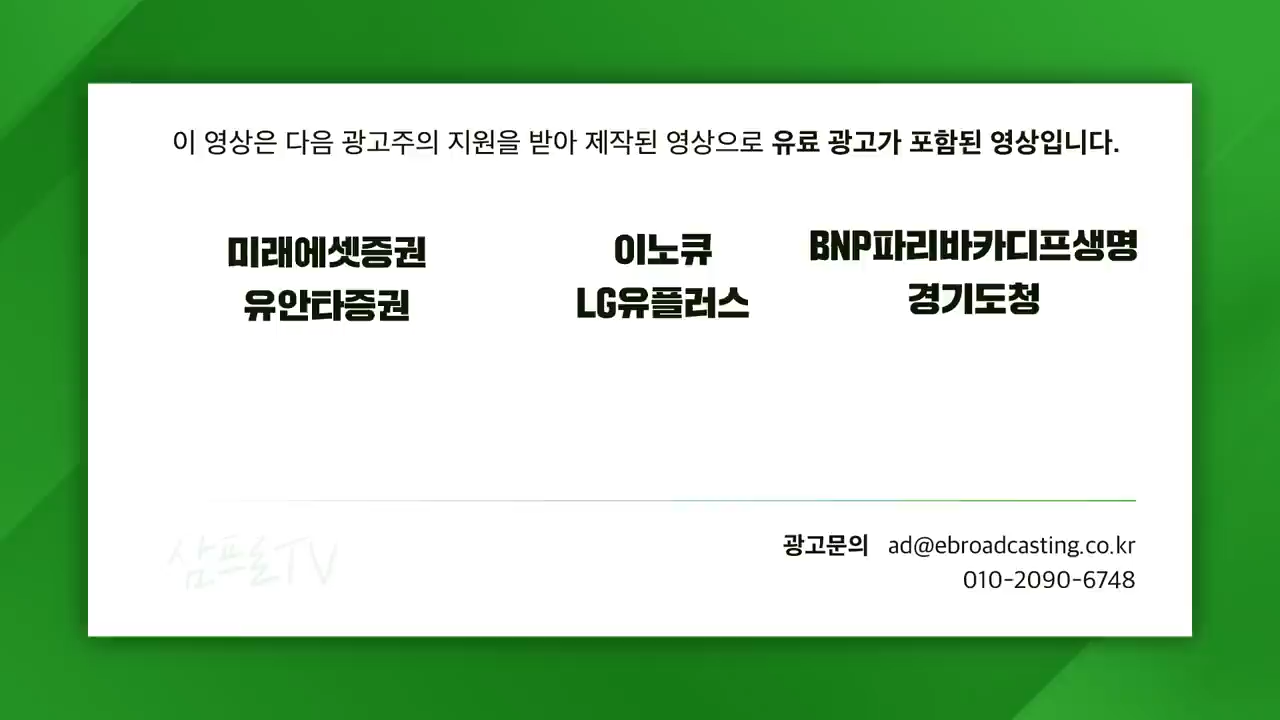 이 영상은 다음 광고주의 지원을 받아 제작된 영상으로 유료 광고가 포함된 영상입니다.
미래에셋증권 이노큐 BNP파리바카디프생명
유안타증권 LG유플러스 경기도청
광고문의 ad@ebroadcasting.co.kr
삼프로TV
010-2090-6748